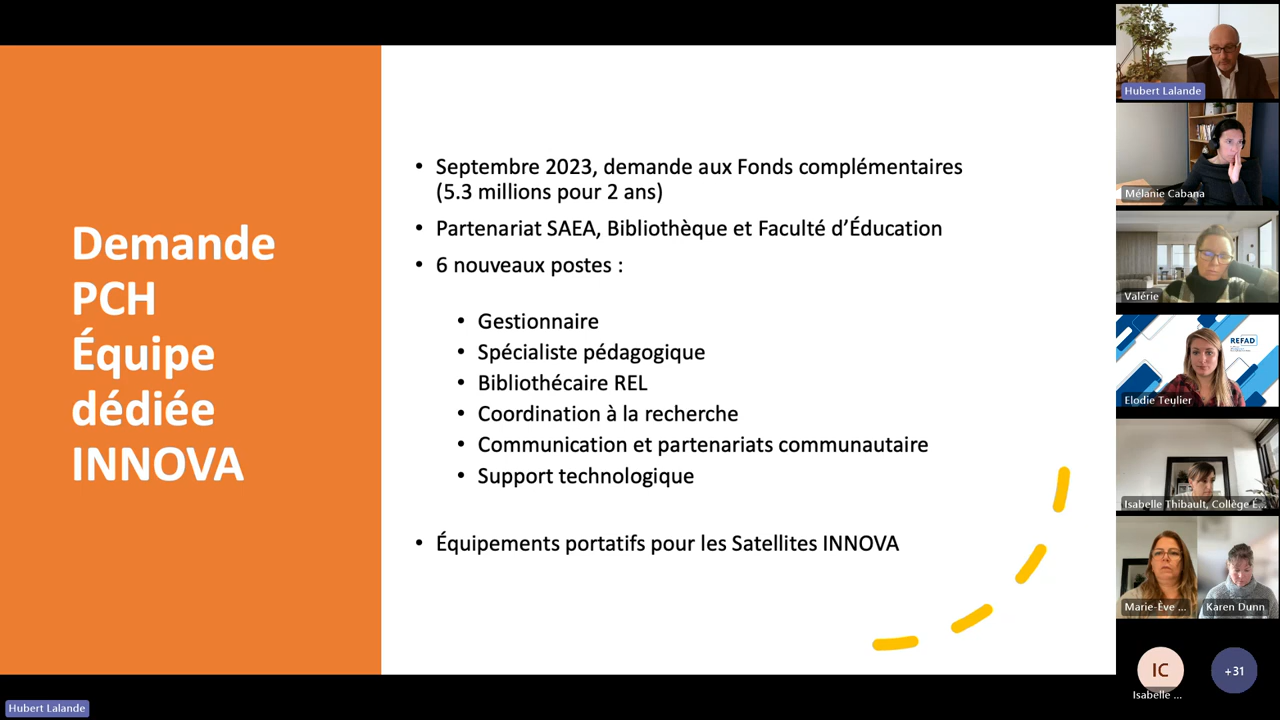 Demande
PCH
Équipe
dédiée
INNOVA
• Septembre 2023, demande aux Fonds complémentaires
(5.3 millions pour 2 ans)
• Partenariat SAEA, Bibliothèque et Faculté d’Éducation
• 6 nouveaux postes :
• Gestionnaire
• Spécialiste pédagogique
• Bibliothécaire REL
• Coordination à la recherche
• Communication et partenariats communautaire
• Support technologique
• Équipements portatifs pour les Satellites INNOVA
Hubert Lalande
Hubert Lalande
Mélanie Cabana
Valérie
REFAD
Elodie Teulier
Isabelle Thibault, Collège É...
Marie-Ève ...
Karen Dunn
IC
Isabelle ...
+31